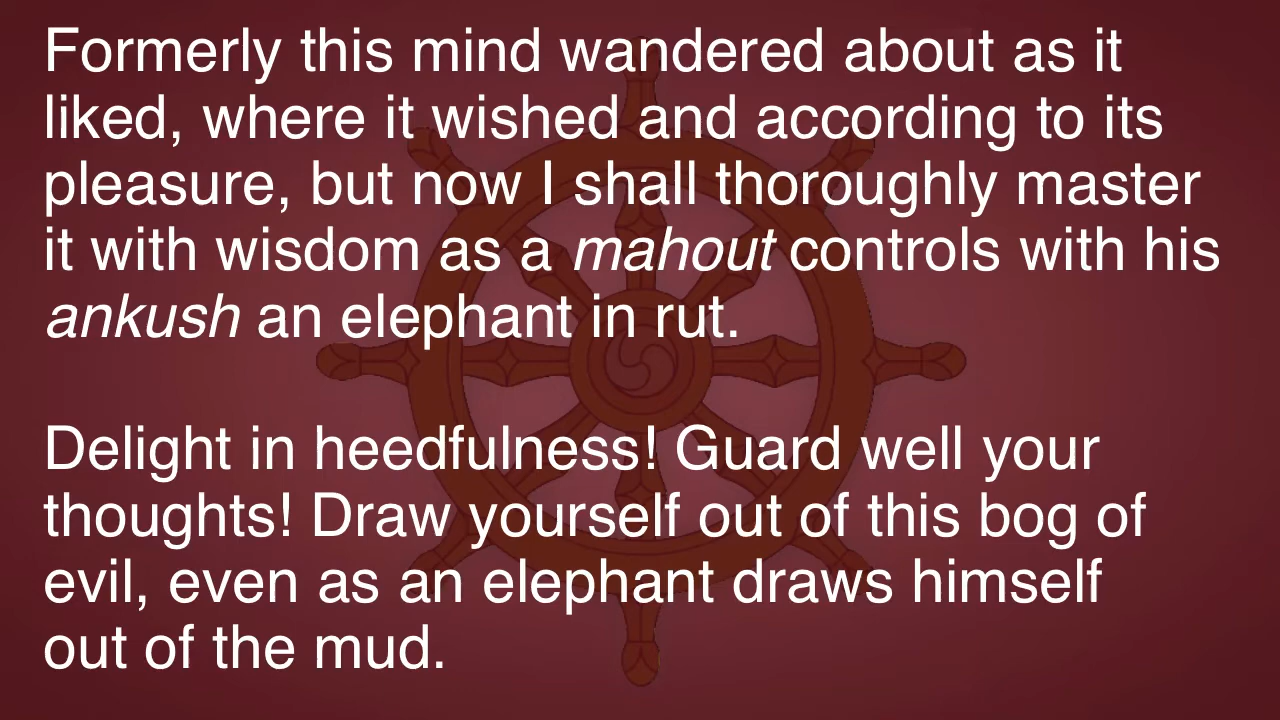 Formerly this mind wandered about as it
liked, where it wished and according to its
pleasure, but now I shall thoroughly master
it with wisdom as a mahout controls with his
ankush an elephant in rut.
Delight in heedfulness! Guard well your
thoughts! Draw yourself out of this bog of
evil, even as an elephant draws himself
out of the mud.